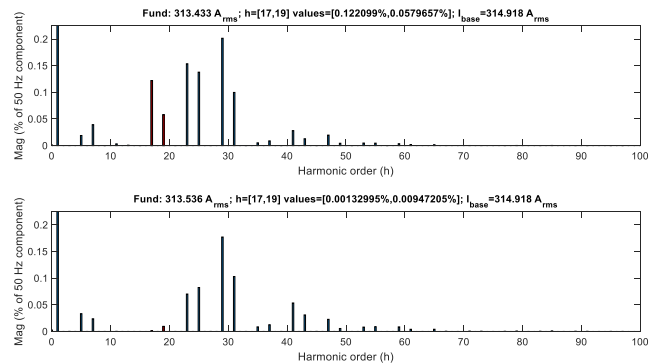 Fund: 313.433 Arms; h=[17,19] values=[0.122099%,0.0579657%]; Ibase=314.918 Arms
Mag (% of 50 Hz component)
0.2
0.15
0.1
0.05
0
0 10 20 30 40 50 60 70 80 90 100
Harmonic order (h)
Fund: 313.536 Arms; h=[17,19] values=[0.00132995%,0.00947205%]; Ibase=314.918 Arms
Mag (% of 50 Hz component)
0.2
0.15
0.1
0.05
0
0 10 20 30 40 50 60 70 80 90 100
Harmonic order (h)